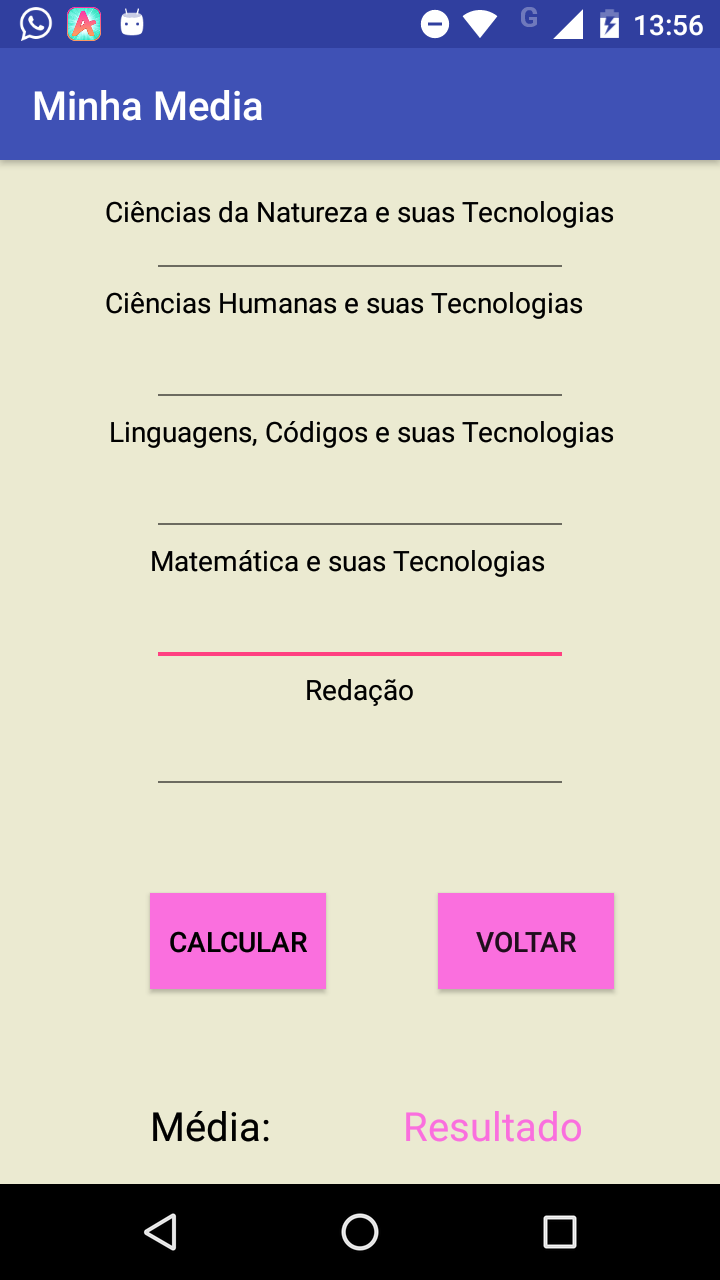 G 13:56
Minha Media
Ciências da Natureza e suas Tecnologias
Ciências Humanas e suas Tecnologias
Linguagens, Códigos e suas Tecnologias
Matemática e suas Tecnologias
Redação
CALCULAR VOLTAR
Média: Resultado